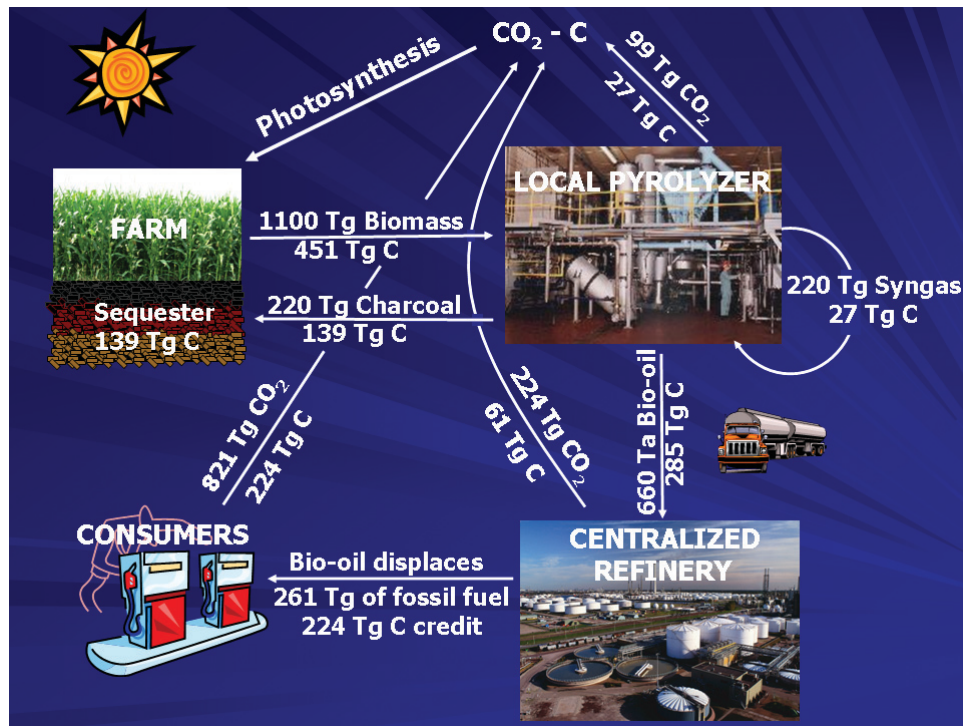 CO₂ - C
Photosynthesis
99 Tg CO₂
27 Tg C
LOCAL PYROLYZER
FARM
1100 Tg Biomass
451 Tg C
220 Tg Syngas
27 Tg C
Sequester
139 Tg C
220 Tg Charcoal
139 Tg C
821 Tg CO₂
224 Tg C
224 Tg CO₂
61 Tg C
660 Ta Bio-oil
285 Tg C
CONSUMERS
Bio-oil displaces
261 Tg of fossil fuel
224 Tg C credit
CENTRALIZED
REFINERY